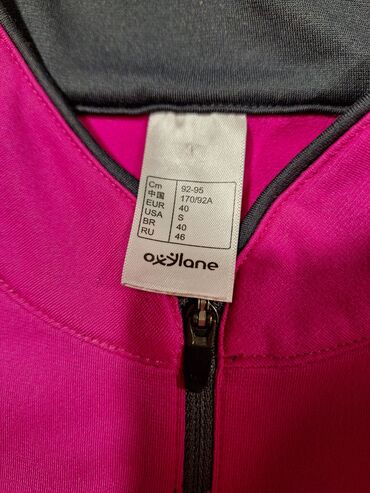 Cm 92-95
中国 170/92A
EUR 40
USA S
BR 40
RU 46
oxylane